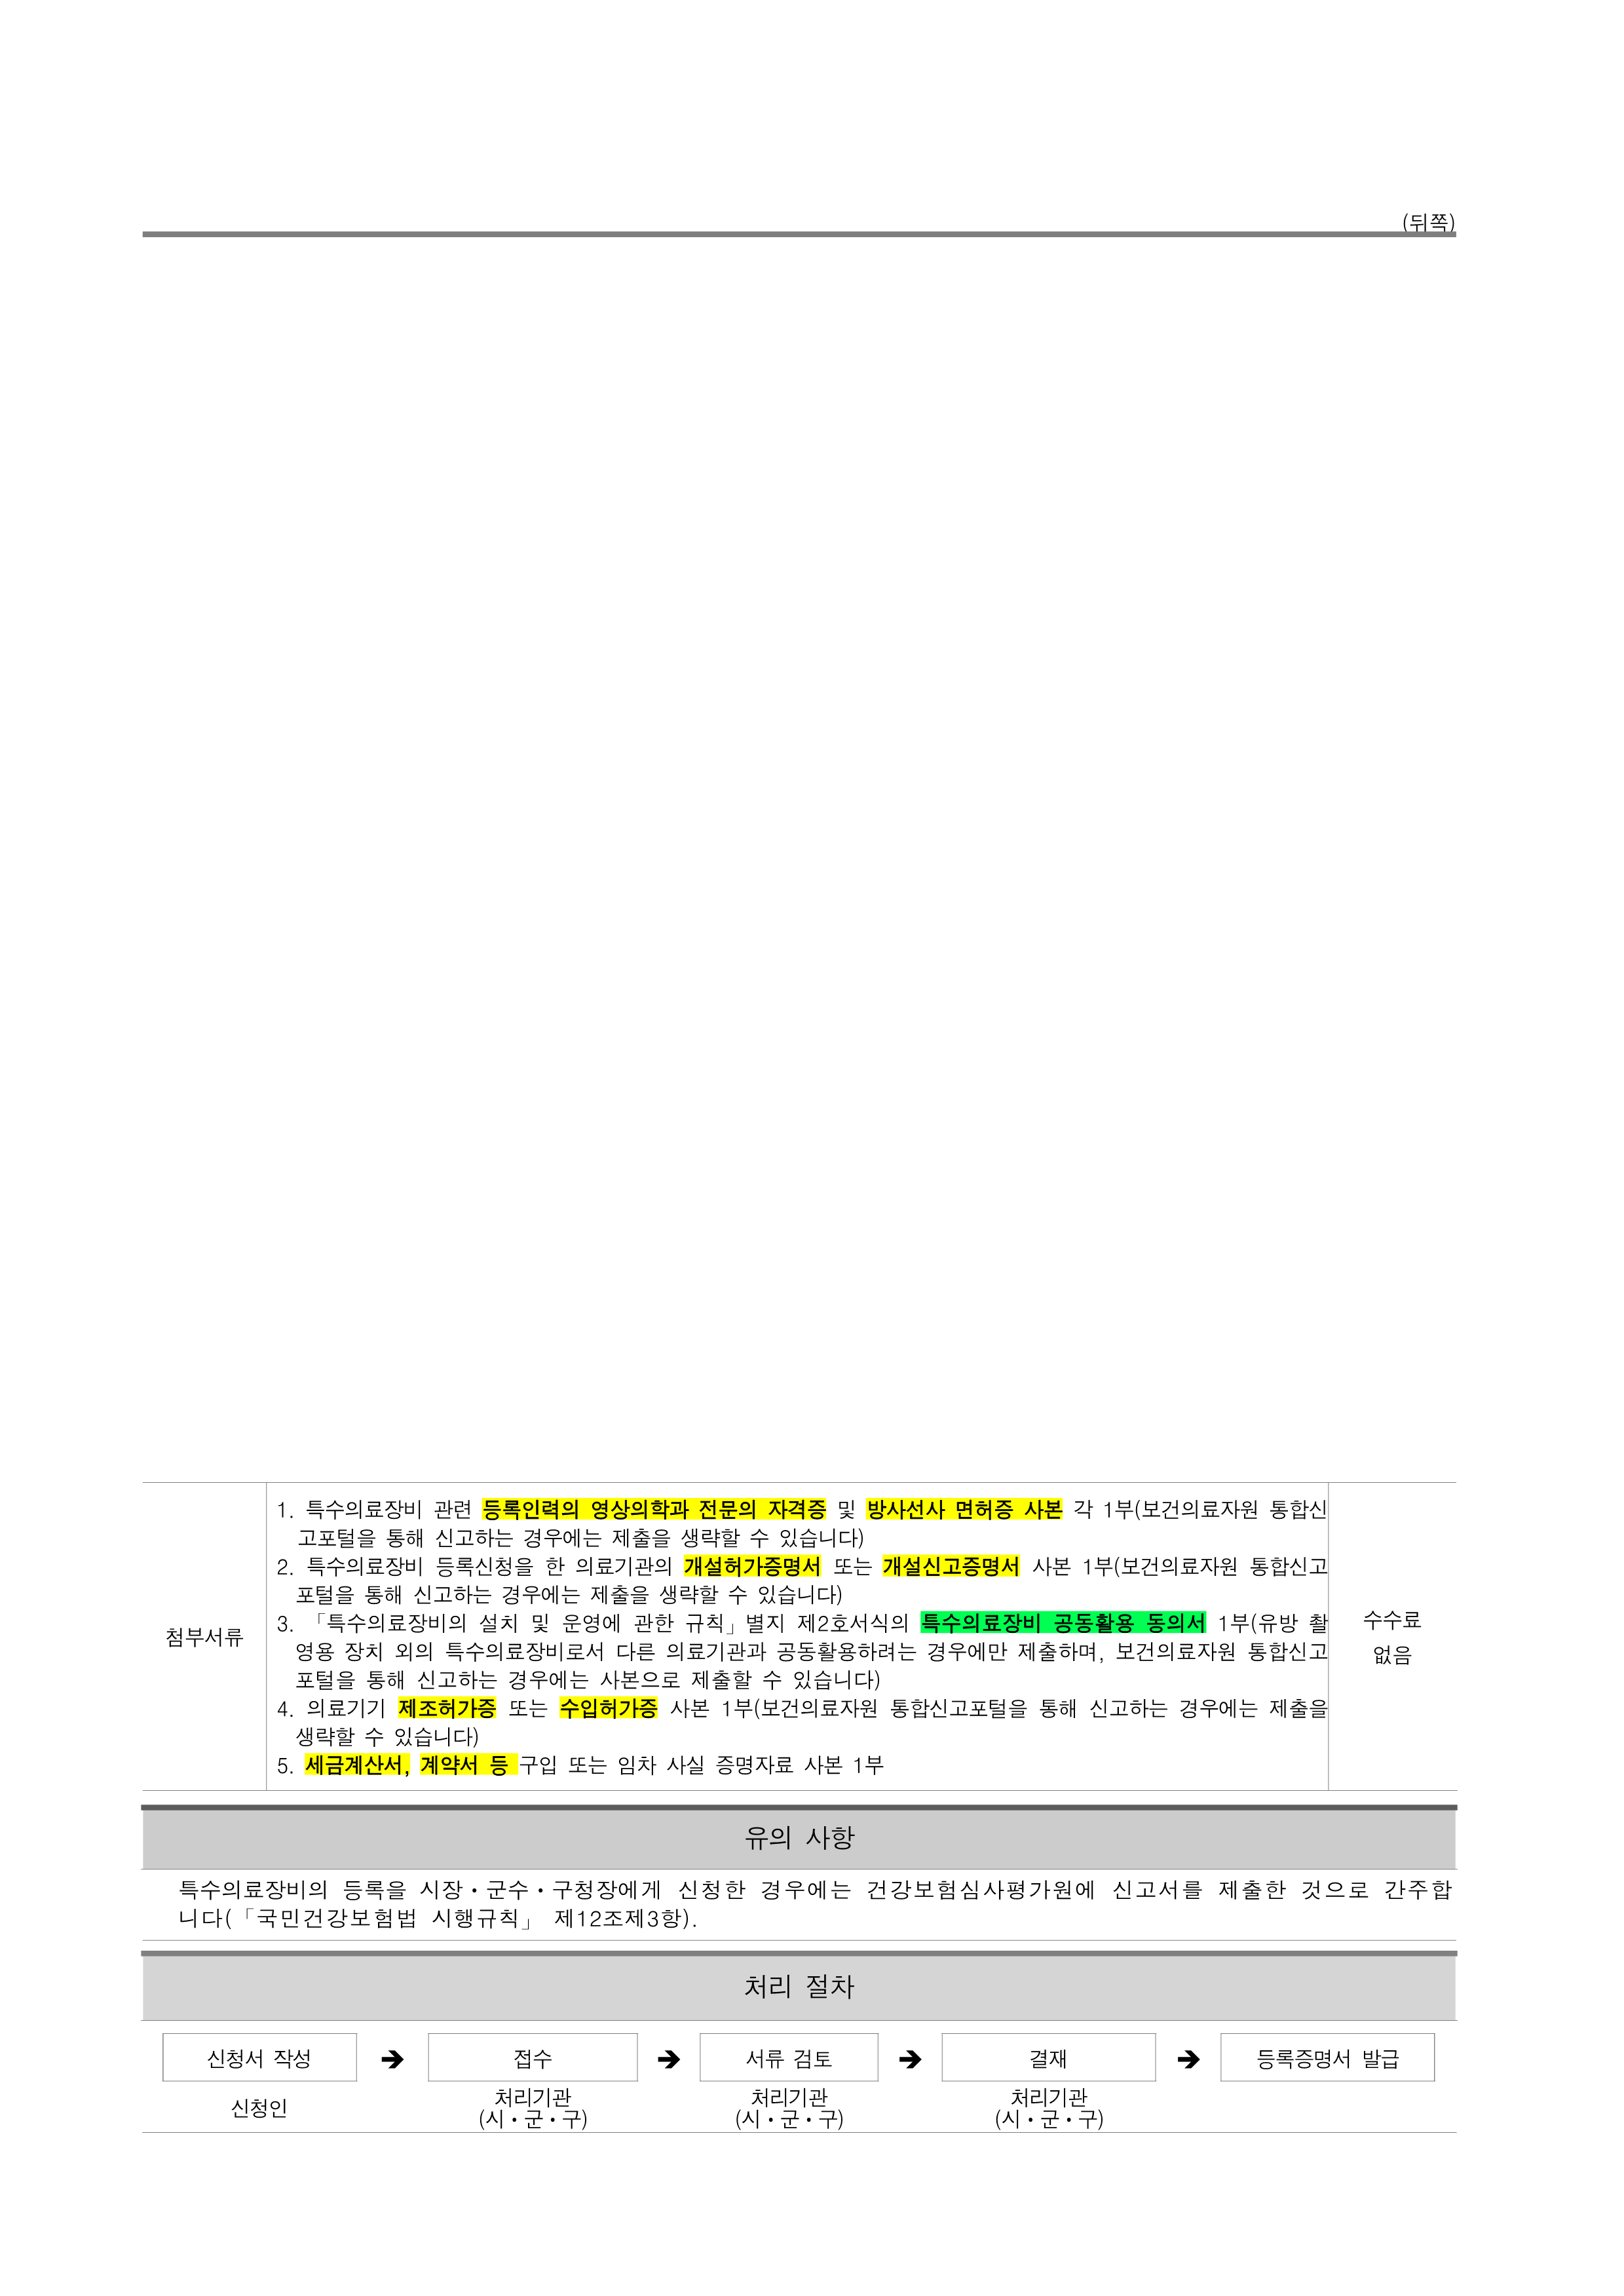 (뒤쪽)
첨부서류
1. 특수의료장비 관련 등록인력의 영상의학과 전문의 자격증 및 방사선사 면허증 사본 각 1부(보건의료자원 통합신
고포털을 통해 신고하는 경우에는 제출을 생략할 수 있습니다)
2. 특수의료장비 등록신청을 한 의료기관의 개설허가증명서 또는 개설신고증명서 사본 1부(보건의료자원 통합신고
포털을 통해 신고하는 경우에는 제출을 생략할 수 있습니다)
3. 「특수의료장비의 설치 및 운영에 관한 규칙」별지 제2호서식의 특수의료장비 공동활용 동의서 1부(유방 촬
영용 장치 외의 특수의료장비로서 다른 의료기관과 공동활용하려는 경우에만 제출하며, 보건의료자원 통합신고
포털을 통해 신고하는 경우에는 사본으로 제출할 수 있습니다)
4. 의료기기 제조허가증 또는 수입허가증 사본 1부(보건의료자원 통합신고포털을 통해 신고하는 경우에는 제출을
생략할 수 있습니다)
5. 세금계산서, 계약서 등 구입 또는 임차 사실 증명자료 사본 1부
수수료
없음
유의 사항
특수의료장비의 등록을 시장·군수·구청장에게 신청한 경우에는 건강보험심사평가원에 신고서를 제출한 것으로 간주합
니다(「국민건강보험법 시행규칙」 제12조제3항).
처리 절차
신청서 작성 ➔ 접수 ➔ 서류 검토 ➔ 결재 ➔ 등록증명서 발급
신청인 처리기관 처리기관 처리기관
(시·군·구) (시·군·구) (시·군·구)